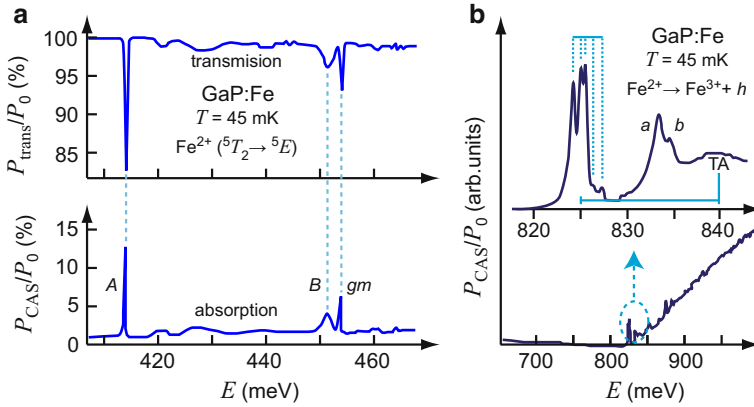 a
100
95
90
85
P_trans/P_0 (%)
transmision
GaP:Fe
T = 45 mK
Fe²⁺ (⁵T₂→ ⁵E)
15
10
5
0
P_CAS/P_0 (%)
A
B
gm
absorption
420
440
460
E (meV)
b
P_CAS/P_0 (arb.units)
GaP:Fe
T = 45 mK
Fe²⁺→ Fe³⁺+ h
a
b
TA
820
830
840
700
800
900
E (meV)